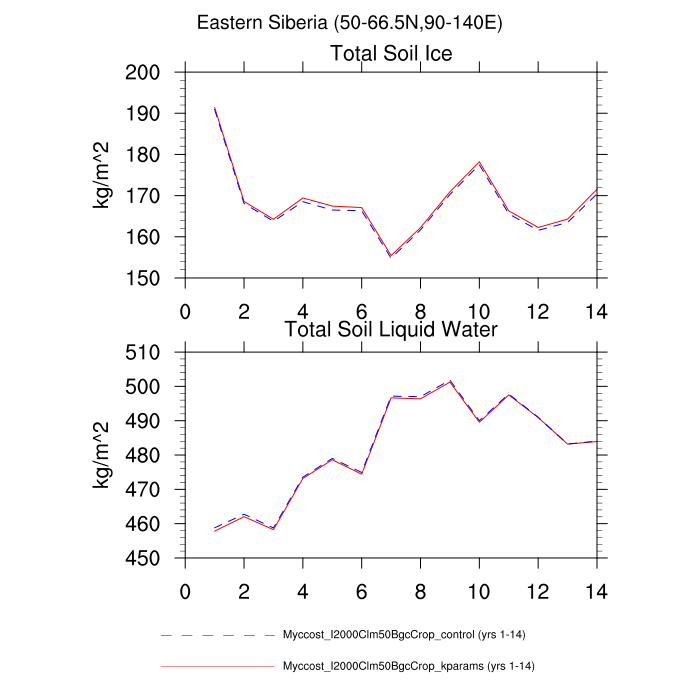 Eastern Siberia (50-66.5N,90-140E)
Total Soil Ice
200
190
180
170
160
150
kg/m^2
0 2 4 6 8 10 12 14
Total Soil Liquid Water
510
500
490
480
470
460
450
kg/m^2
0 2 4 6 8 10 12 14
Myccost_I2000Clm50BgcCrop_control (yrs 1-14)
Myccost_I2000Clm50BgcCrop_kparams (yrs 1-14)